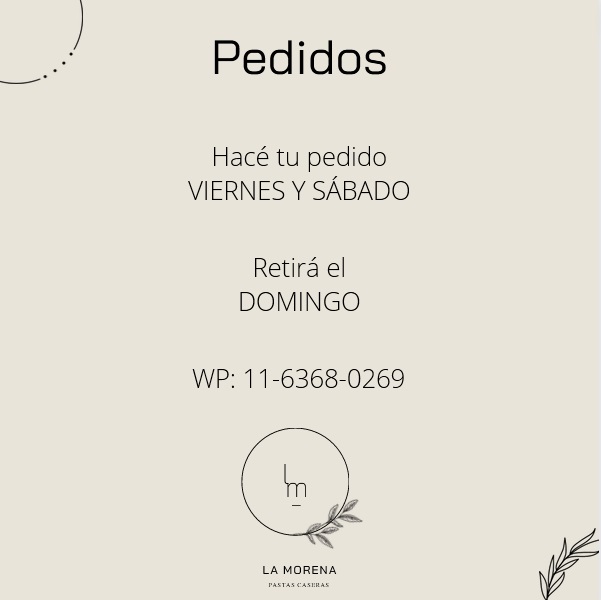 Pedidos
Hacé tu pedido
VIERNES Y SÁBADO
Retirá el
DOMINGO
WP: 11-6368-0269
lm
LA MORENA
PASTAS CASERAS